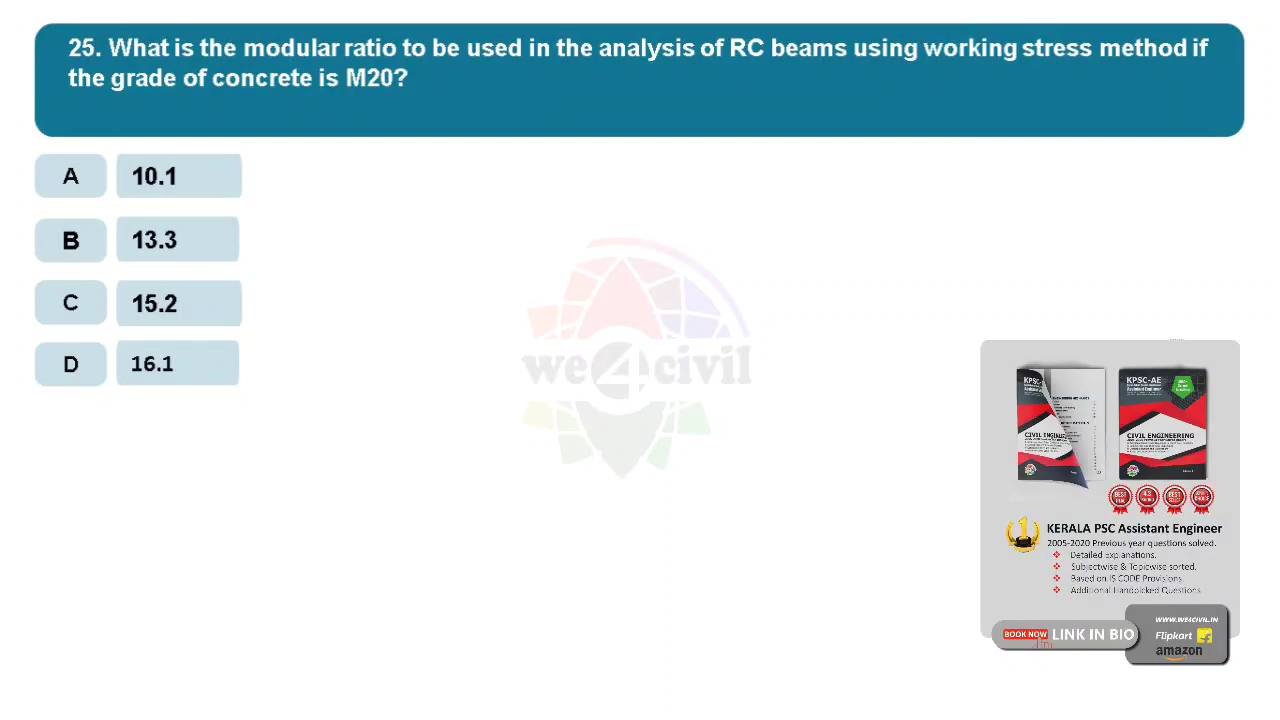 25. What is the modular ratio to be used in the analysis of RC beams using working stress method if
the grade of concrete is M20?
A 10.1
B 13.3
C 15.2
D 16.1
we4civil
KPSC-AE
Assistant Engineer
CIVIL ENGINEERING
KERALA PSC Assistant Engineer
2005-2020 Previous year questions solved.
Detailed Explanations.
Subjectwise & Topicwise sorted.
Based on IS CODE Provisions
Additional Handpicked Questions
BOOK NOW LINK IN BIO
WWW.WE4CIVIL.IN
Flipkart
amazon